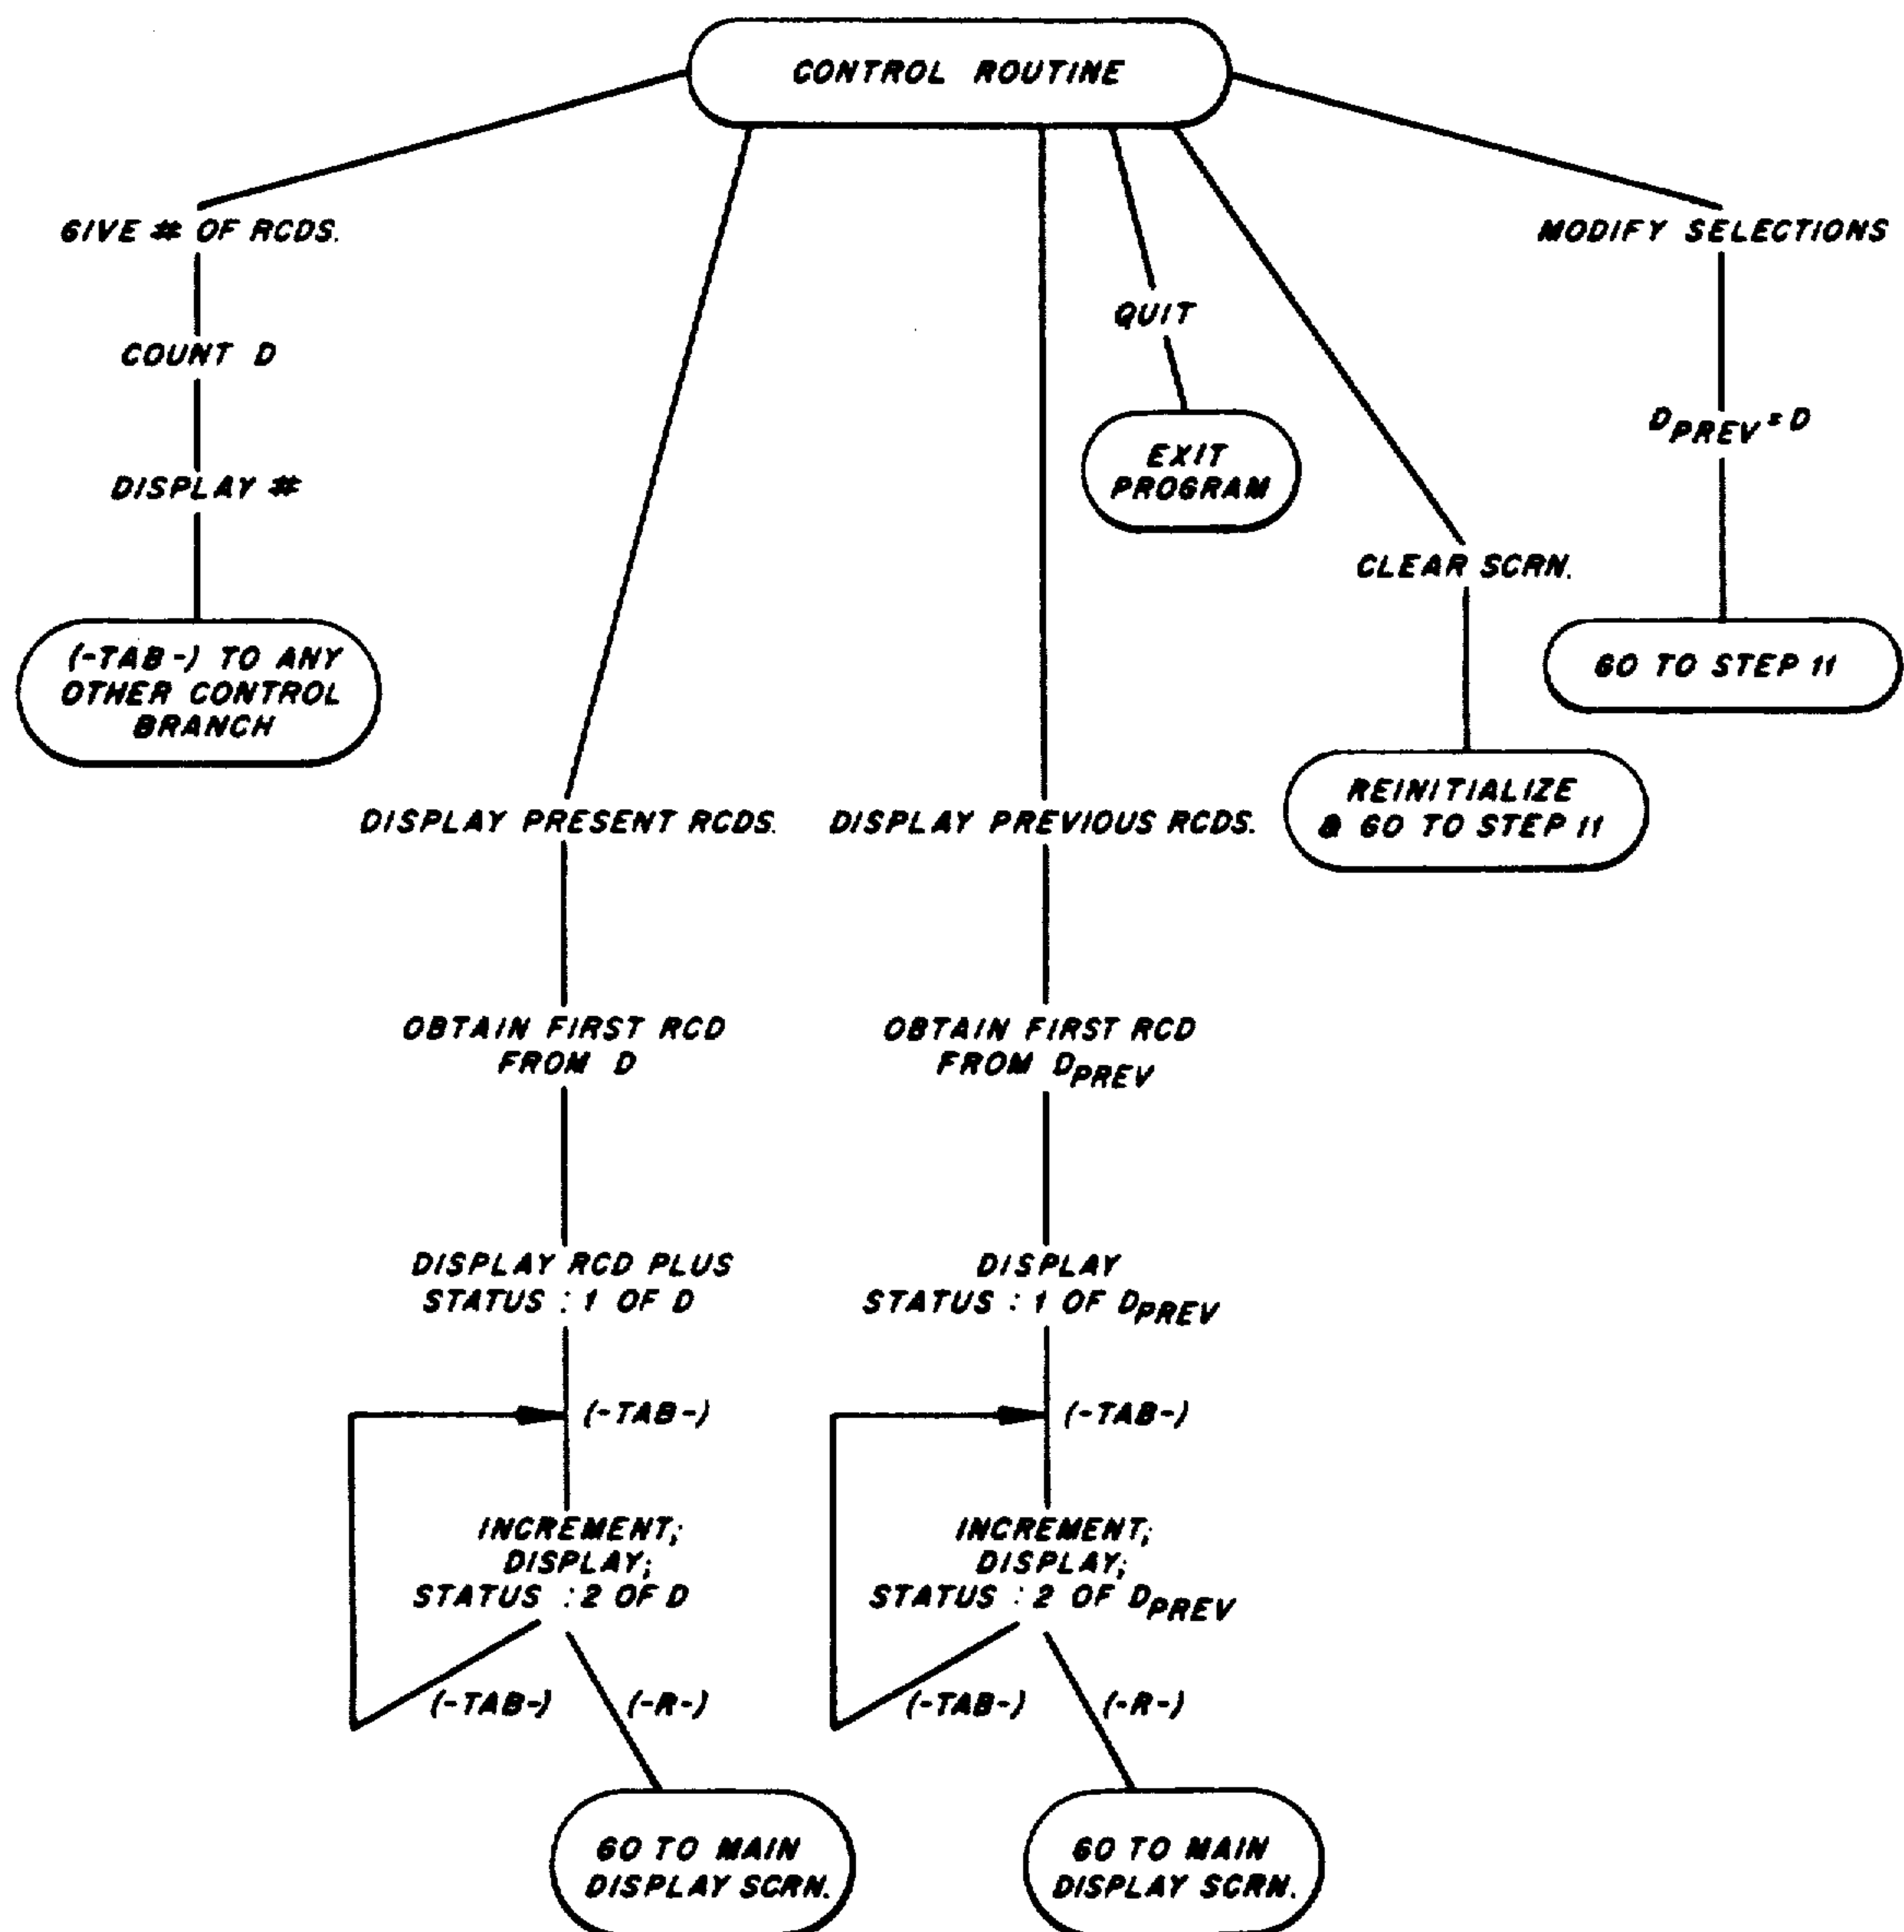 CONTROL ROUTINE
GIVE # OF RCDS.
COUNT D
DISPLAY #
(-TAB-) TO ANY
OTHER CONTROL
BRANCH
DISPLAY PRESENT RCDS.
OBTAIN FIRST RCD
FROM D
DISPLAY RCD PLUS
STATUS : 1 OF D
(-TAB-)
INCREMENT;
DISPLAY;
STATUS : 2 OF D
(-TAB-)
(-R-)
GO TO MAIN
DISPLAY SCRN.
DISPLAY PREVIOUS RCDS.
OBTAIN FIRST RCD
FROM DPREV
DISPLAY
STATUS : 1 OF DPREV
(-TAB-)
INCREMENT;
DISPLAY;
STATUS : 2 OF DPREV
(-TAB-)
(-R-)
GO TO MAIN
DISPLAY SCRN.
QUIT
EXIT
PROGRAM
CLEAR SCRN.
REINITIALIZE
& GO TO STEP 11
MODIFY SELECTIONS
DPREV = D
GO TO STEP 11